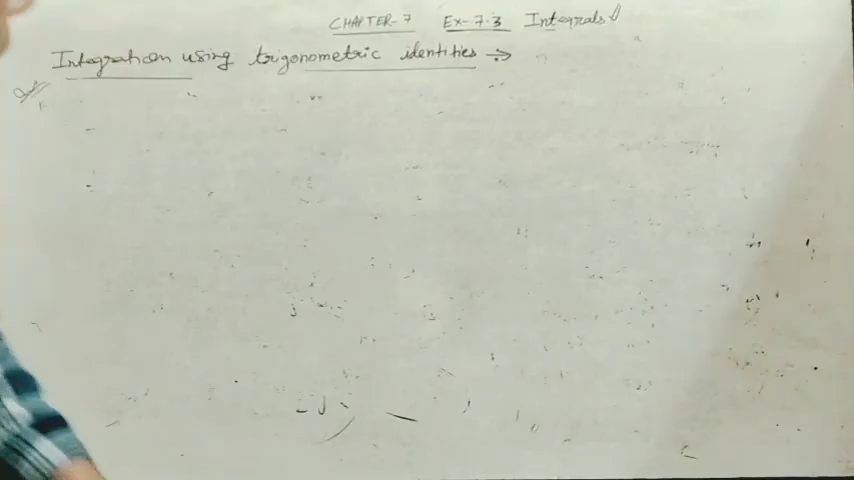 CHAPTER-7 Ex-7.3 Integrals
Integration using trigonometric identities →